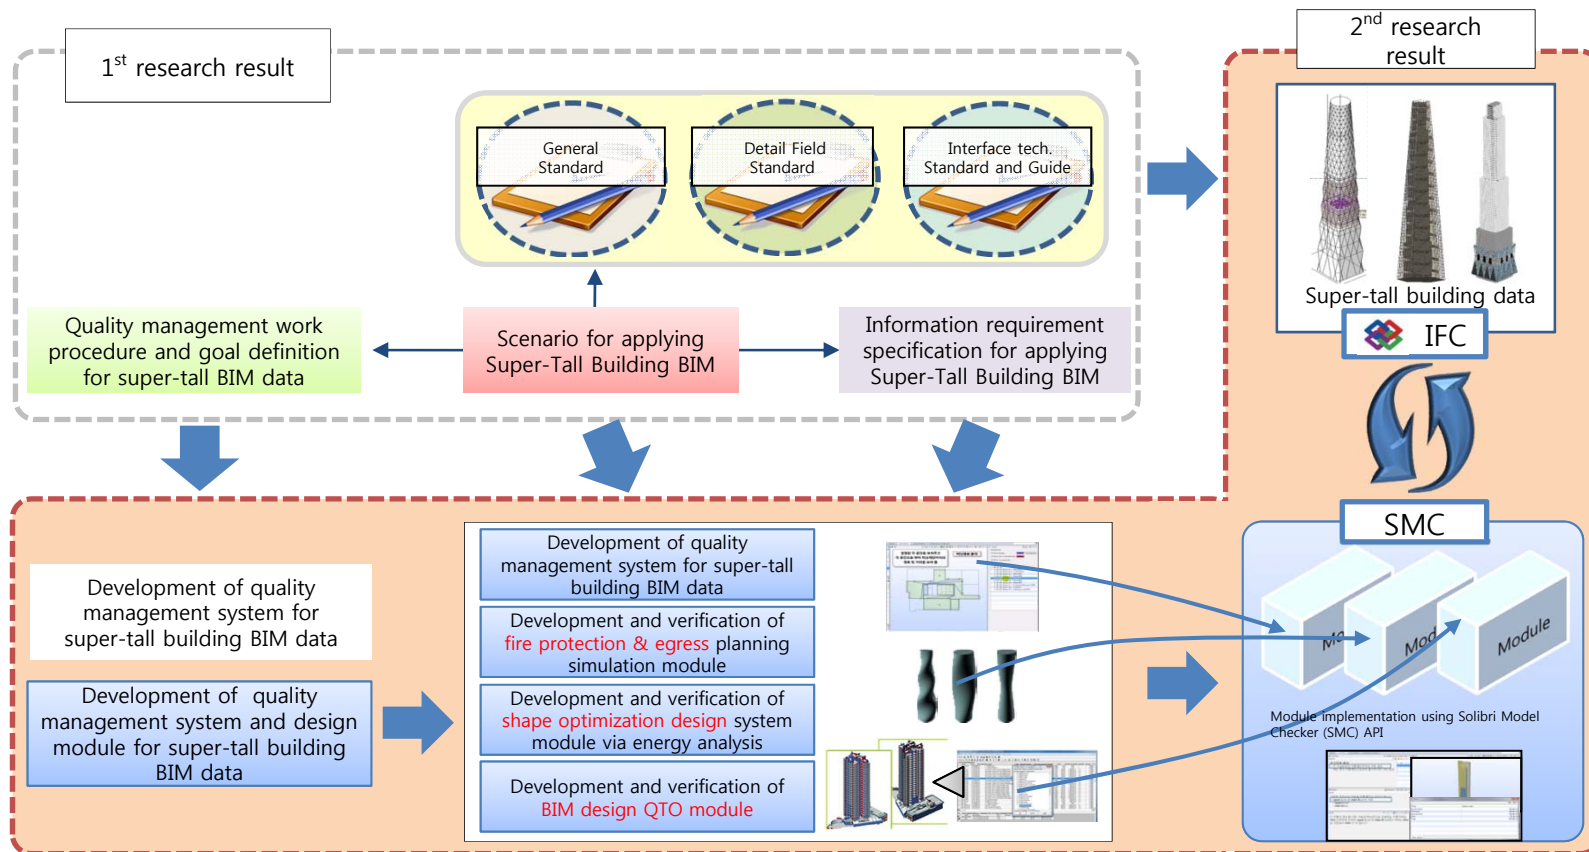 1st research result
2nd research
result
General
Standard
Detail Field
Standard
Interface tech.
Standard and Guide
Quality management work
procedure and goal definition
for super-tall BIM data
Scenario for applying
Super-Tall Building BIM
Information requirement
specification for applying
Super-Tall Building BIM
Super-tall building data
IFC
SMC
Development of quality
management system for
super-tall building BIM data
Development of quality
management system and design
module for super-tall building
BIM data
Development of quality
management system for super-tall
building BIM data
Development and verification of
fire protection & egress planning
simulation module
Development and verification of
shape optimization design system
module via energy analysis
Development and verification of
BIM design QTO module
Module
Module implementation using Solibri Model
Checker (SMC) API